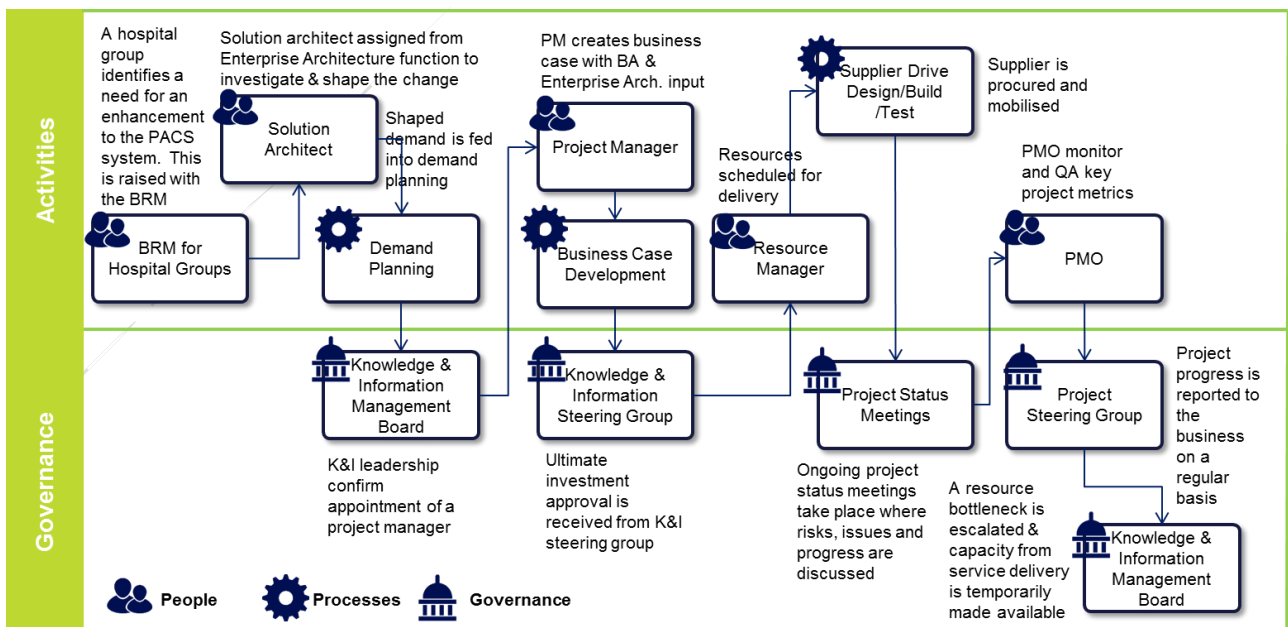 Activities
A hospital
group
identifies a
need for an
enhancement
to the PACS
system.  This
is raised with
the BRM
BRM for
Hospital Groups
Solution architect assigned from
Enterprise Architecture function to
investigate & shape the change
Solution
Architect
Shaped
demand is fed
into demand
planning
Demand
Planning
PM creates business
case with BA &
Enterprise Arch. input
Project Manager
Business Case
Development
Resources
scheduled for
delivery
Resource
Manager
Supplier Drive
Design/Build
/Test
Supplier is
procured and
mobilised
PMO monitor
and QA key
project metrics
PMO
Governance
Knowledge &
Information
Management
Board
K&I leadership
confirm
appointment of a
project manager
Knowledge &
Information
Steering Group
Ultimate
investment
approval is
received from K&I
steering group
Project Status
Meetings
Ongoing project
status meetings
take place where
risks, issues and
progress are
discussed
Project
Steering Group
A resource
bottleneck is
escalated &
capacity from
service delivery
is temporarily
made available
Project
progress is
reported to
the
business
on a
regular
basis
Knowledge &
Information
Management
Board
People
Processes
Governance